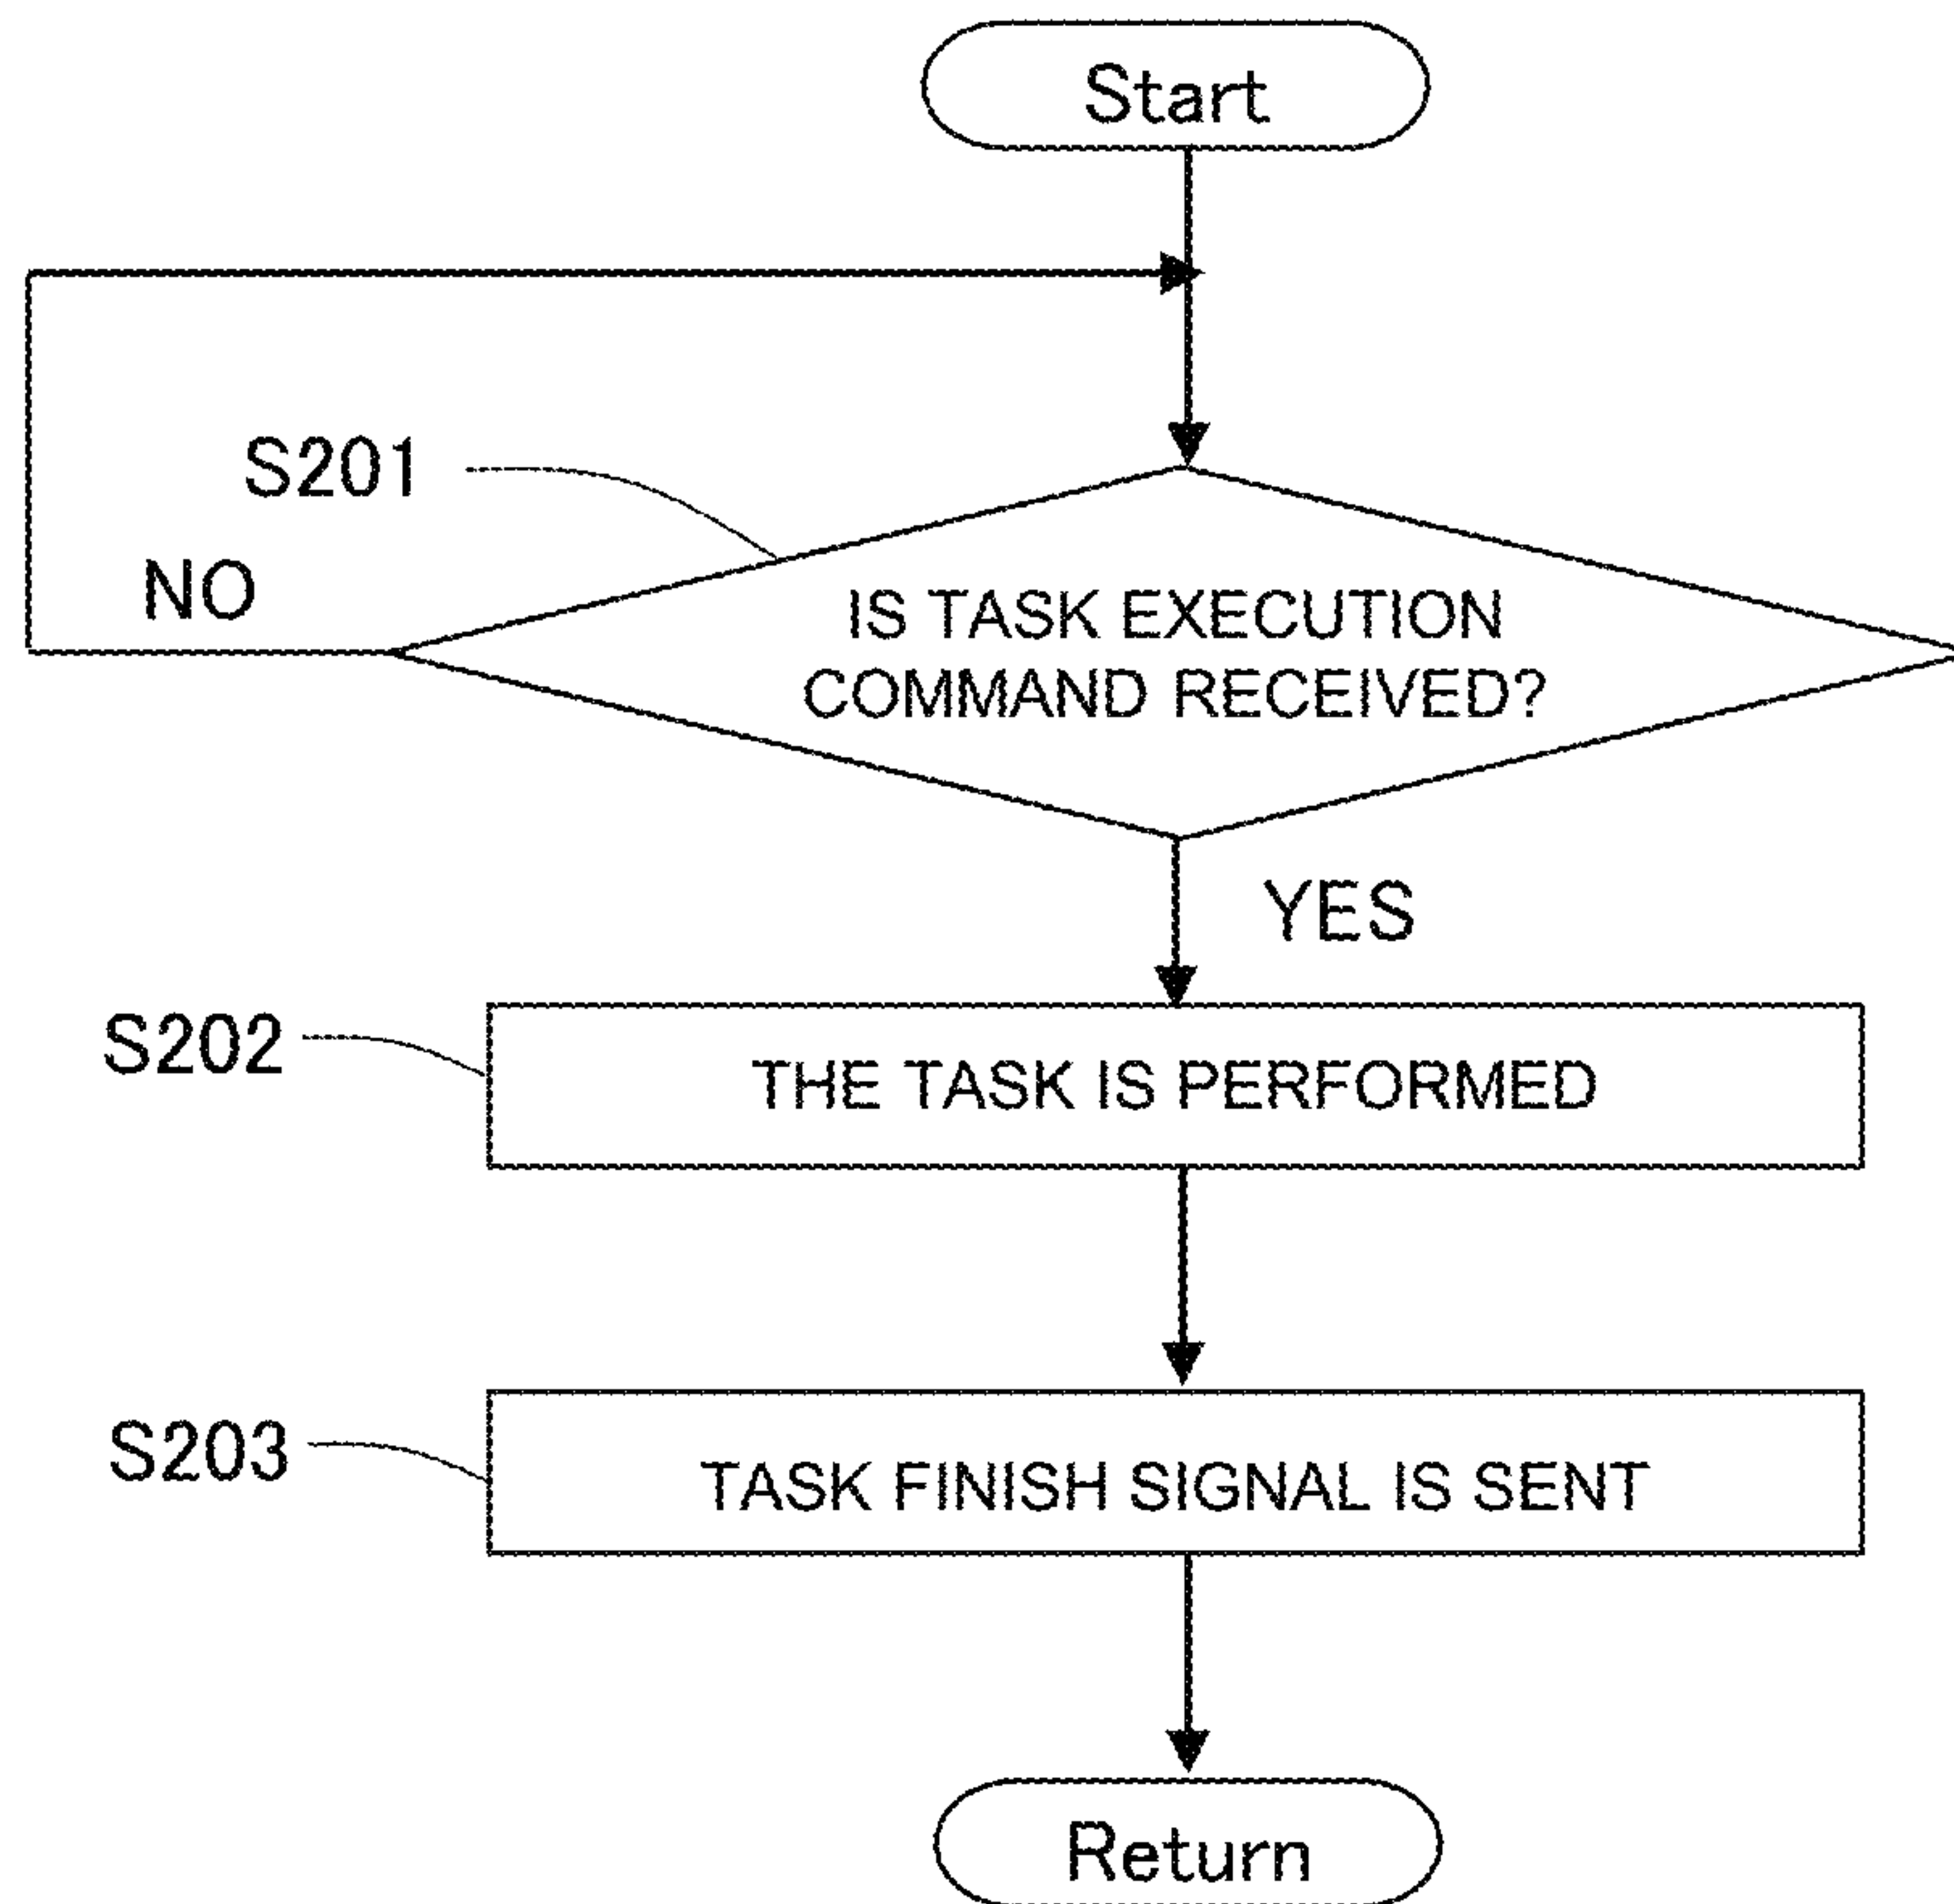 Start
S201
NO
IS TASK EXECUTION
COMMAND RECEIVED?
YES
S202
THE TASK IS PERFORMED
S203
TASK FINISH SIGNAL IS SENT
Return